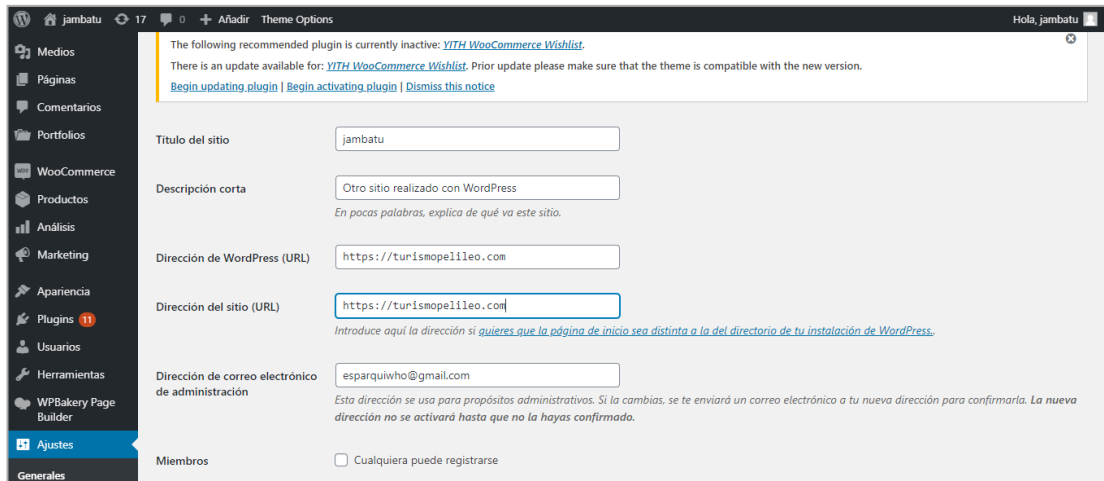 jambatu 17 0 Añadir Theme Options Hola, jambatu
Medios
Páginas
Comentarios
Portfolios
WooCommerce
Productos
Análisis
Marketing
Apariencia
Plugins 11
Usuarios
Herramientas
WPBakery Page
Builder
Ajustes
Generales
The following recommended plugin is currently inactive: YITH WooCommerce Wishlist.
There is an update available for: YITH WooCommerce Wishlist. Prior update please make sure that the theme is compatible with the new version.
Begin updating plugin | Begin activating plugin | Dismiss this notice
Título del sitio
jambatu
Descripción corta
Otro sitio realizado con WordPress
En pocas palabras, explica de qué va este sitio.
Dirección de WordPress (URL)
https://turismopelileo.com
Dirección del sitio (URL)
https://turismopelileo.com
Introduce aquí la dirección si quieres que la página de inicio sea distinta a la del directorio de tu instalación de WordPress..
Dirección de correo electrónico
de administración
esparquiwho@gmail.com
Esta dirección se usa para propósitos administrativos. Si la cambias, se te enviará un correo electrónico a tu nueva dirección para confirmarla. La nueva
dirección no se activará hasta que no la hayas confirmado.
Miembros
Cualquiera puede registrarse